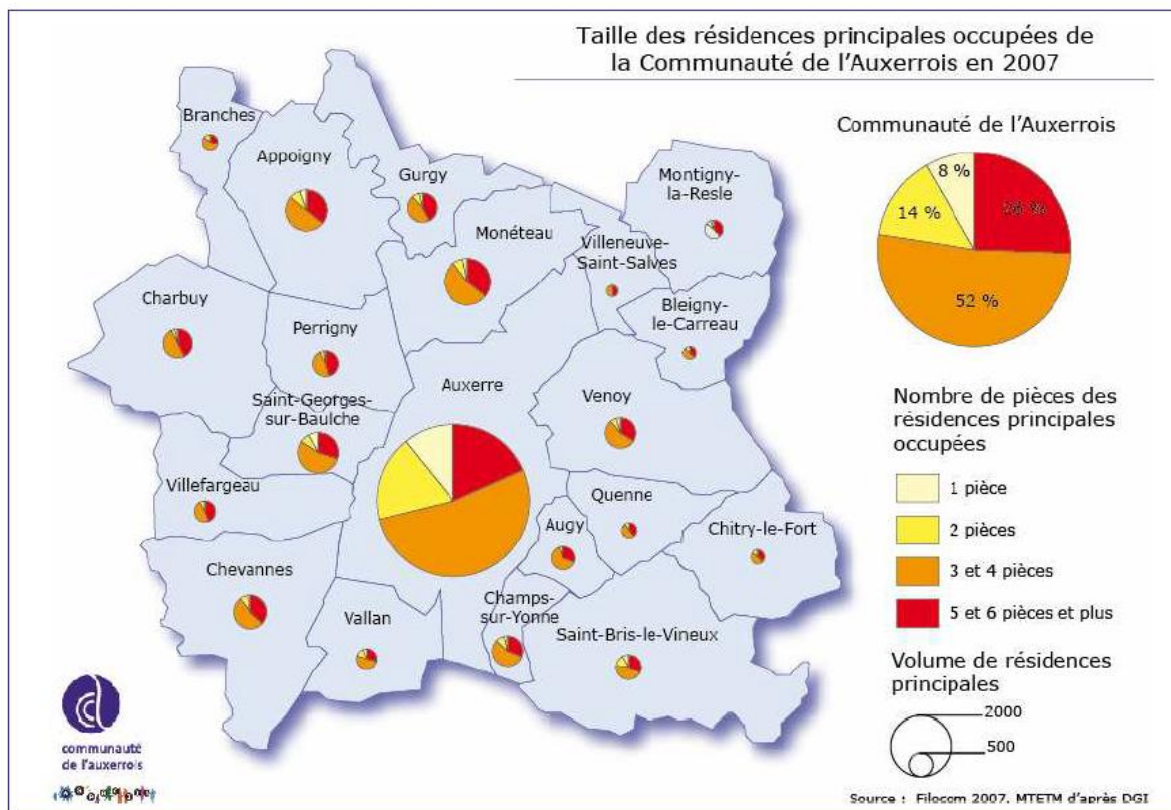 Taille des résidences principales occupées de
la Communauté de l'Auxerrois en 2007
Communauté de l'Auxerrois
8 %
26 %
14 %
52 %
Branches
Appoigny
Gurgy
Montigny-
la-Resle
Monéteau
Villeneuve-
Saint-Salves
Charbuy
Bleigny-
le-Carreau
Perrigny
Auxerre
Saint-Georges-
sur-Baulche
Venoy
Villefargeau
Quenne
Augy
Chitry-le-Fort
Chevannes
Champs-
sur-Yonne
Vallan
Saint-Bris-le-Vineux
Nombre de pièces des
résidences principales
occupées
1 pièce
2 pièces
3 et 4 pièces
5 et 6 pièces et plus
Volume de résidences
principales
2000
500
communauté
de l'auxerrois
Source : Filocom 2007, MTETM d'après DGI